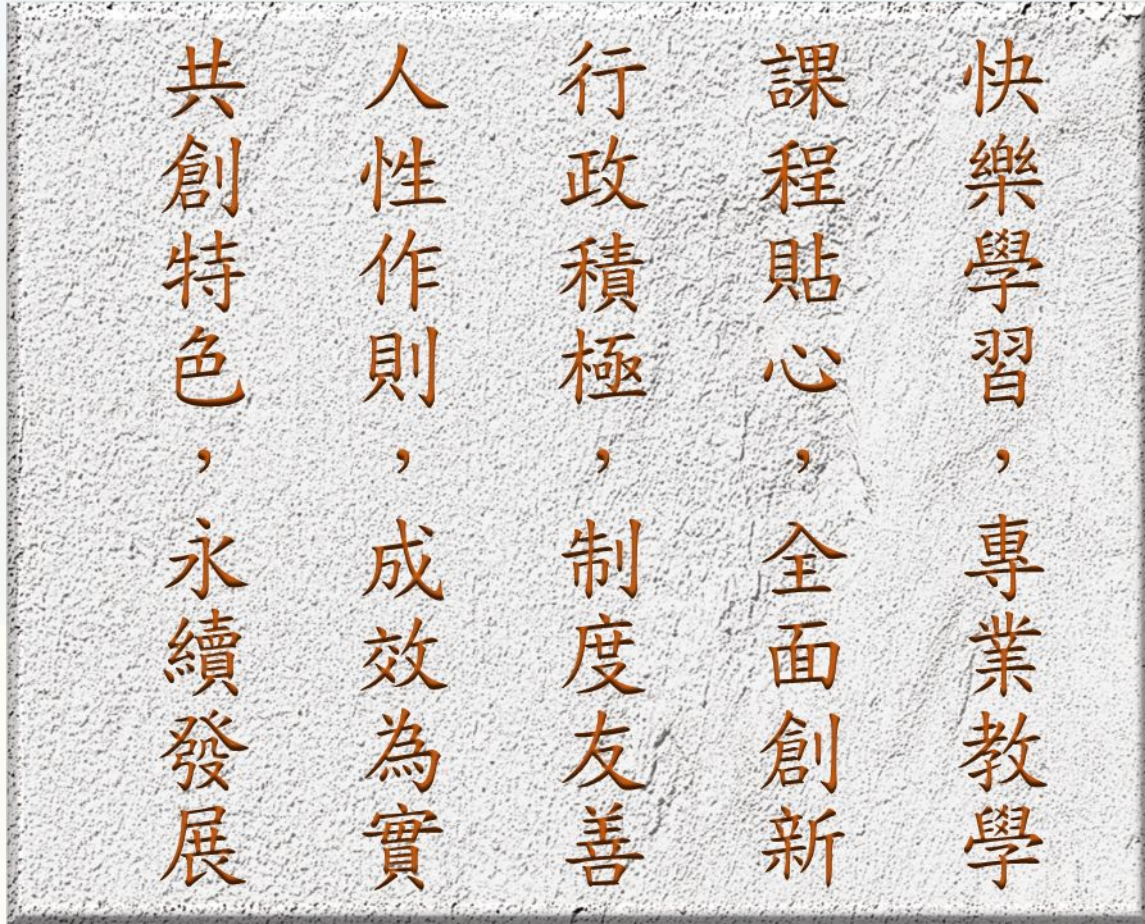 快樂學習，專業教學
課程貼心，全面創新
行政積極，制度友善
人性作則，成效為實
共創特色，永續發展